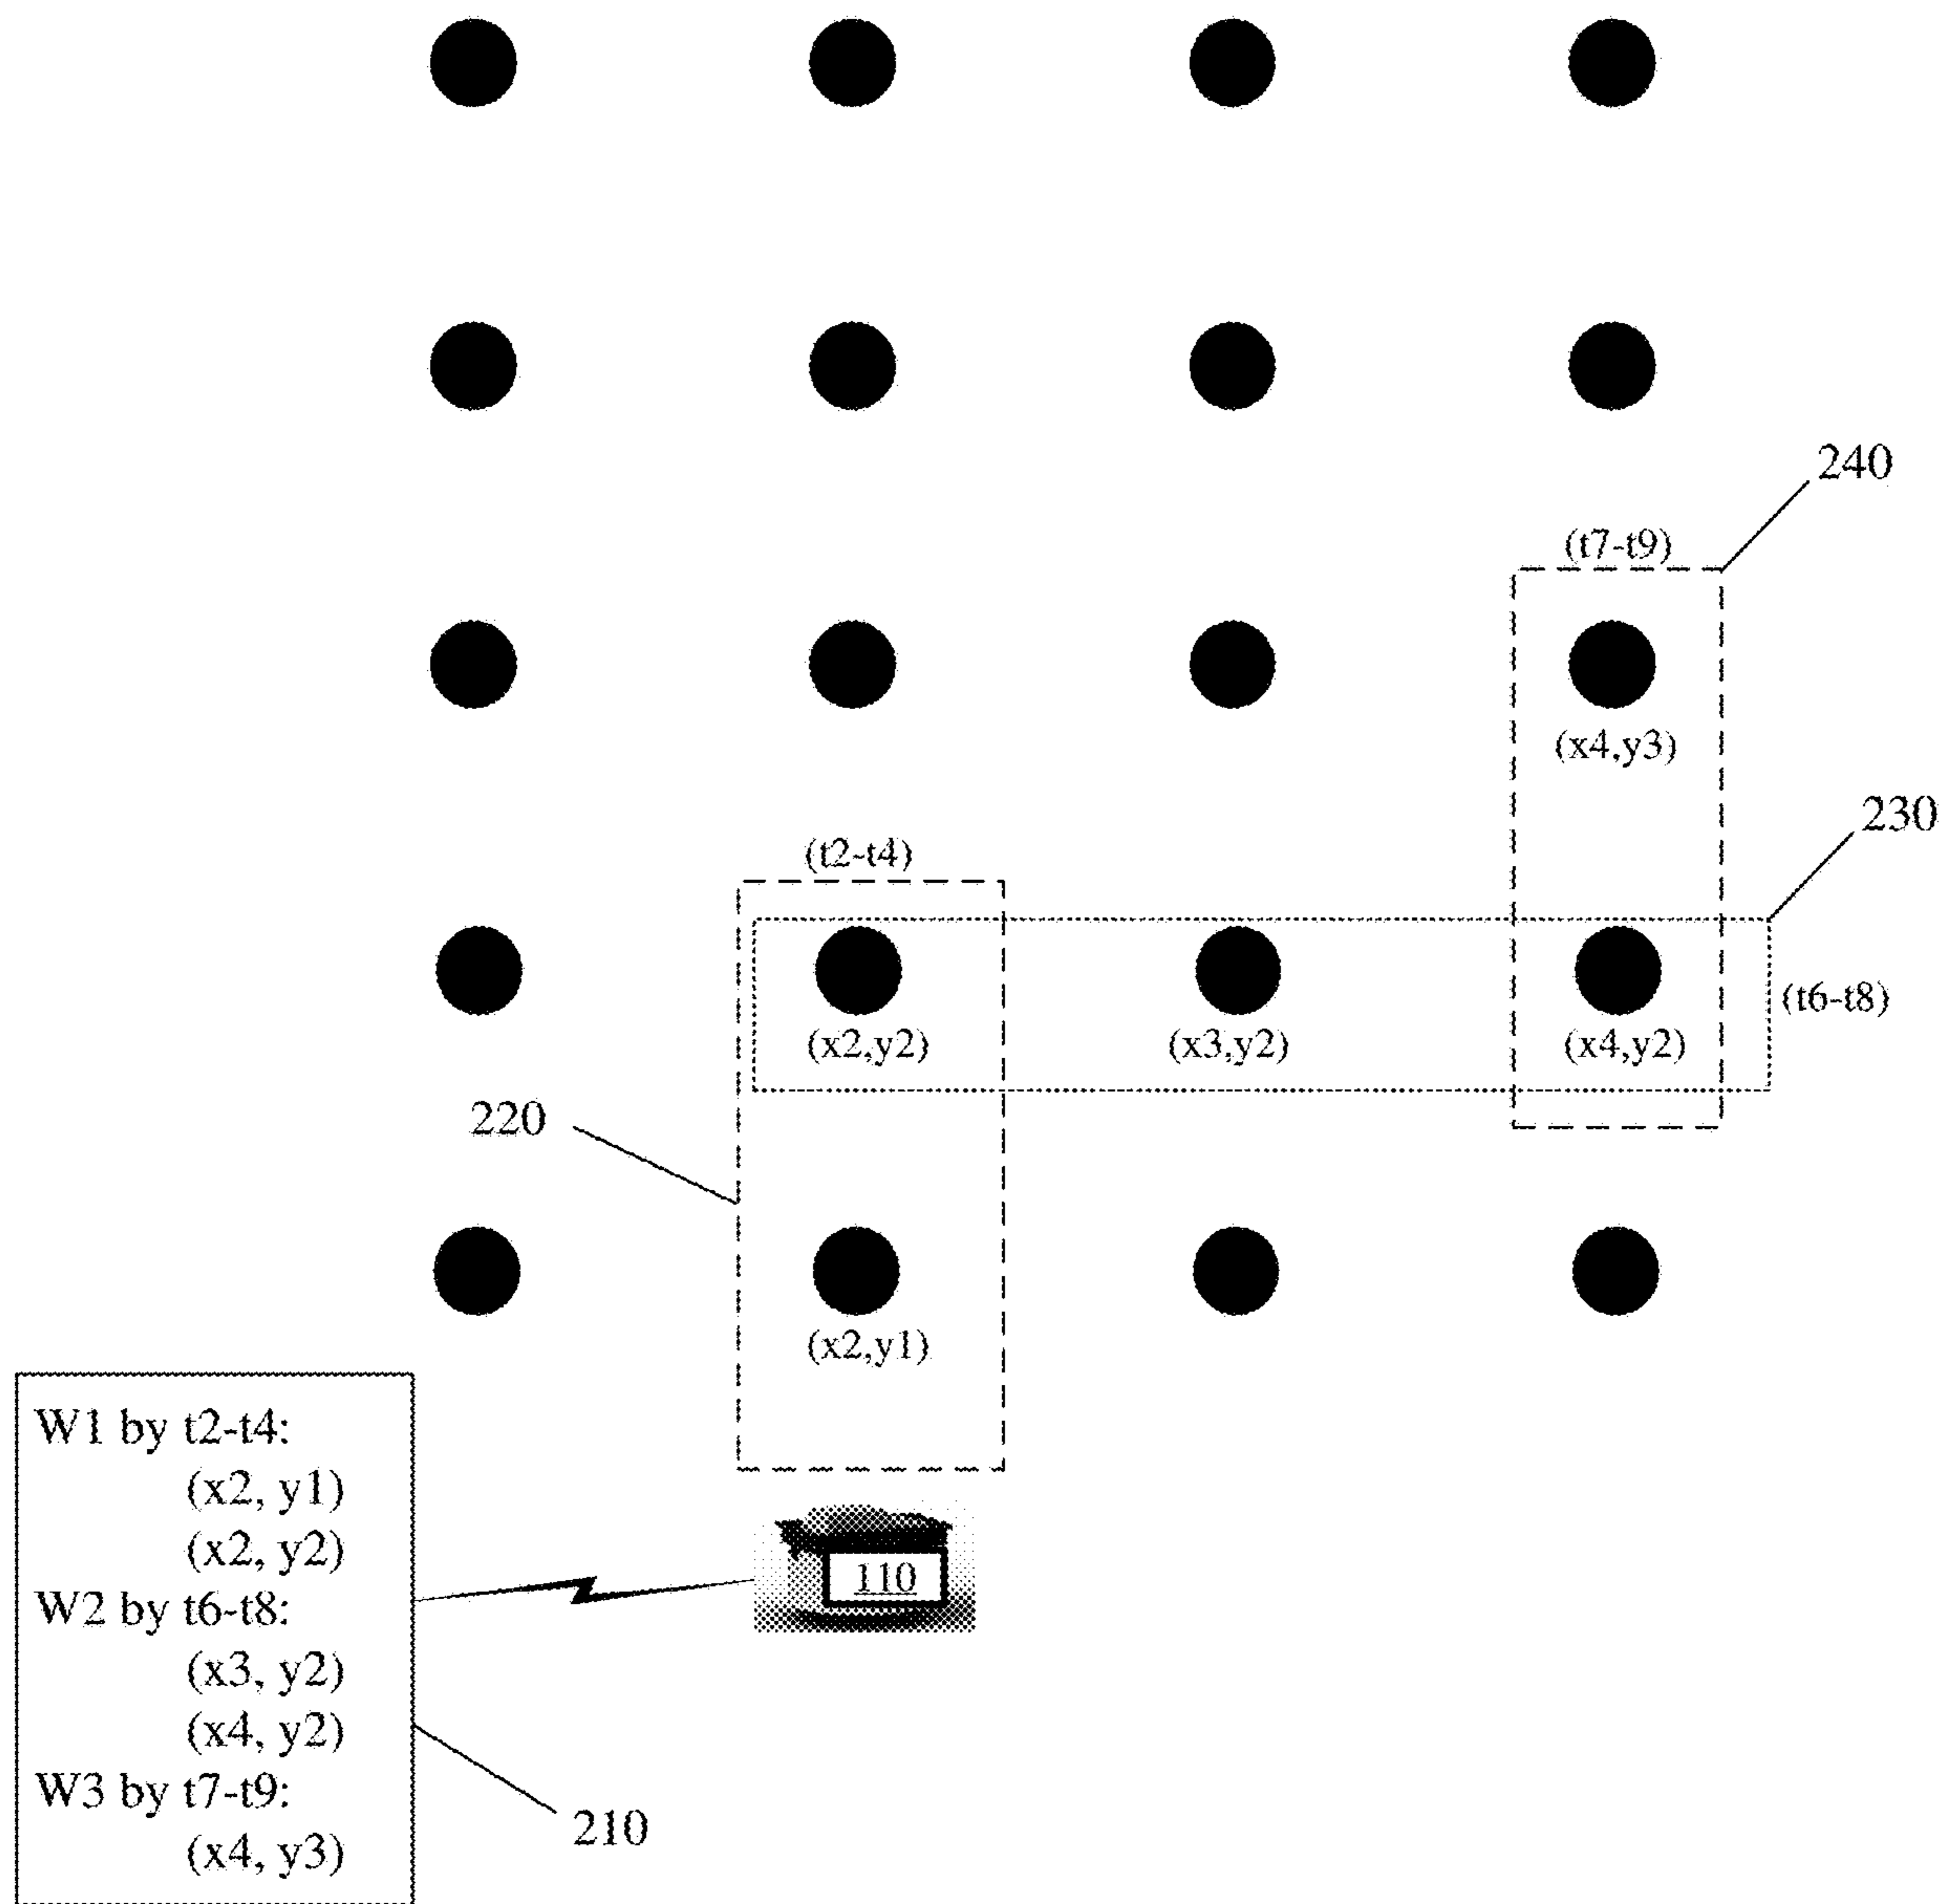 240
(t7-t9)
(x4,y3)
230
(t2-t4)
(t6-t8)
(x2,y2)
(x3,y2)
(x4,y2)
220
(x2,y1)
W1 by t2-t4:
(x2, y1)
(x2, y2)
W2 by t6-t8:
(x3, y2)
(x4, y2)
W3 by t7-t9:
(x4, y3)
110
210